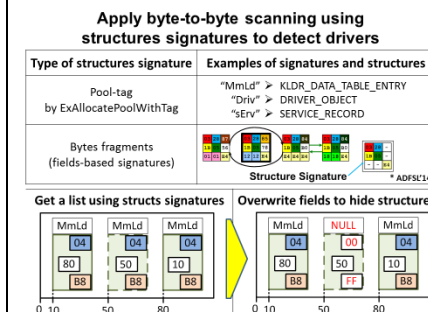 Apply byte-to-byte scanning using
structures signatures to detect drivers
Type of structures signature
Examples of signatures and structures
Pool-tag
by ExAllocatePoolWithTag
"MmLd" ➢ KLDR_DATA_TABLE_ENTRY
"Driv" ➢ DRIVER_OBJECT
"sErv" ➢ SERVICE_RECORD
Bytes fragments
(fields-based signatures)
Structure Signature
* ADFSL'14
Get a list using structs signatures
Overwrite fields to hide structure
MmLd MmLd MmLd
04 04 04
80 50 10
B8 B8 B8
0 10 50 80
MmLd NULL MmLd
04 00 04
80 50 10
B8 FF B8
0 10 50 80